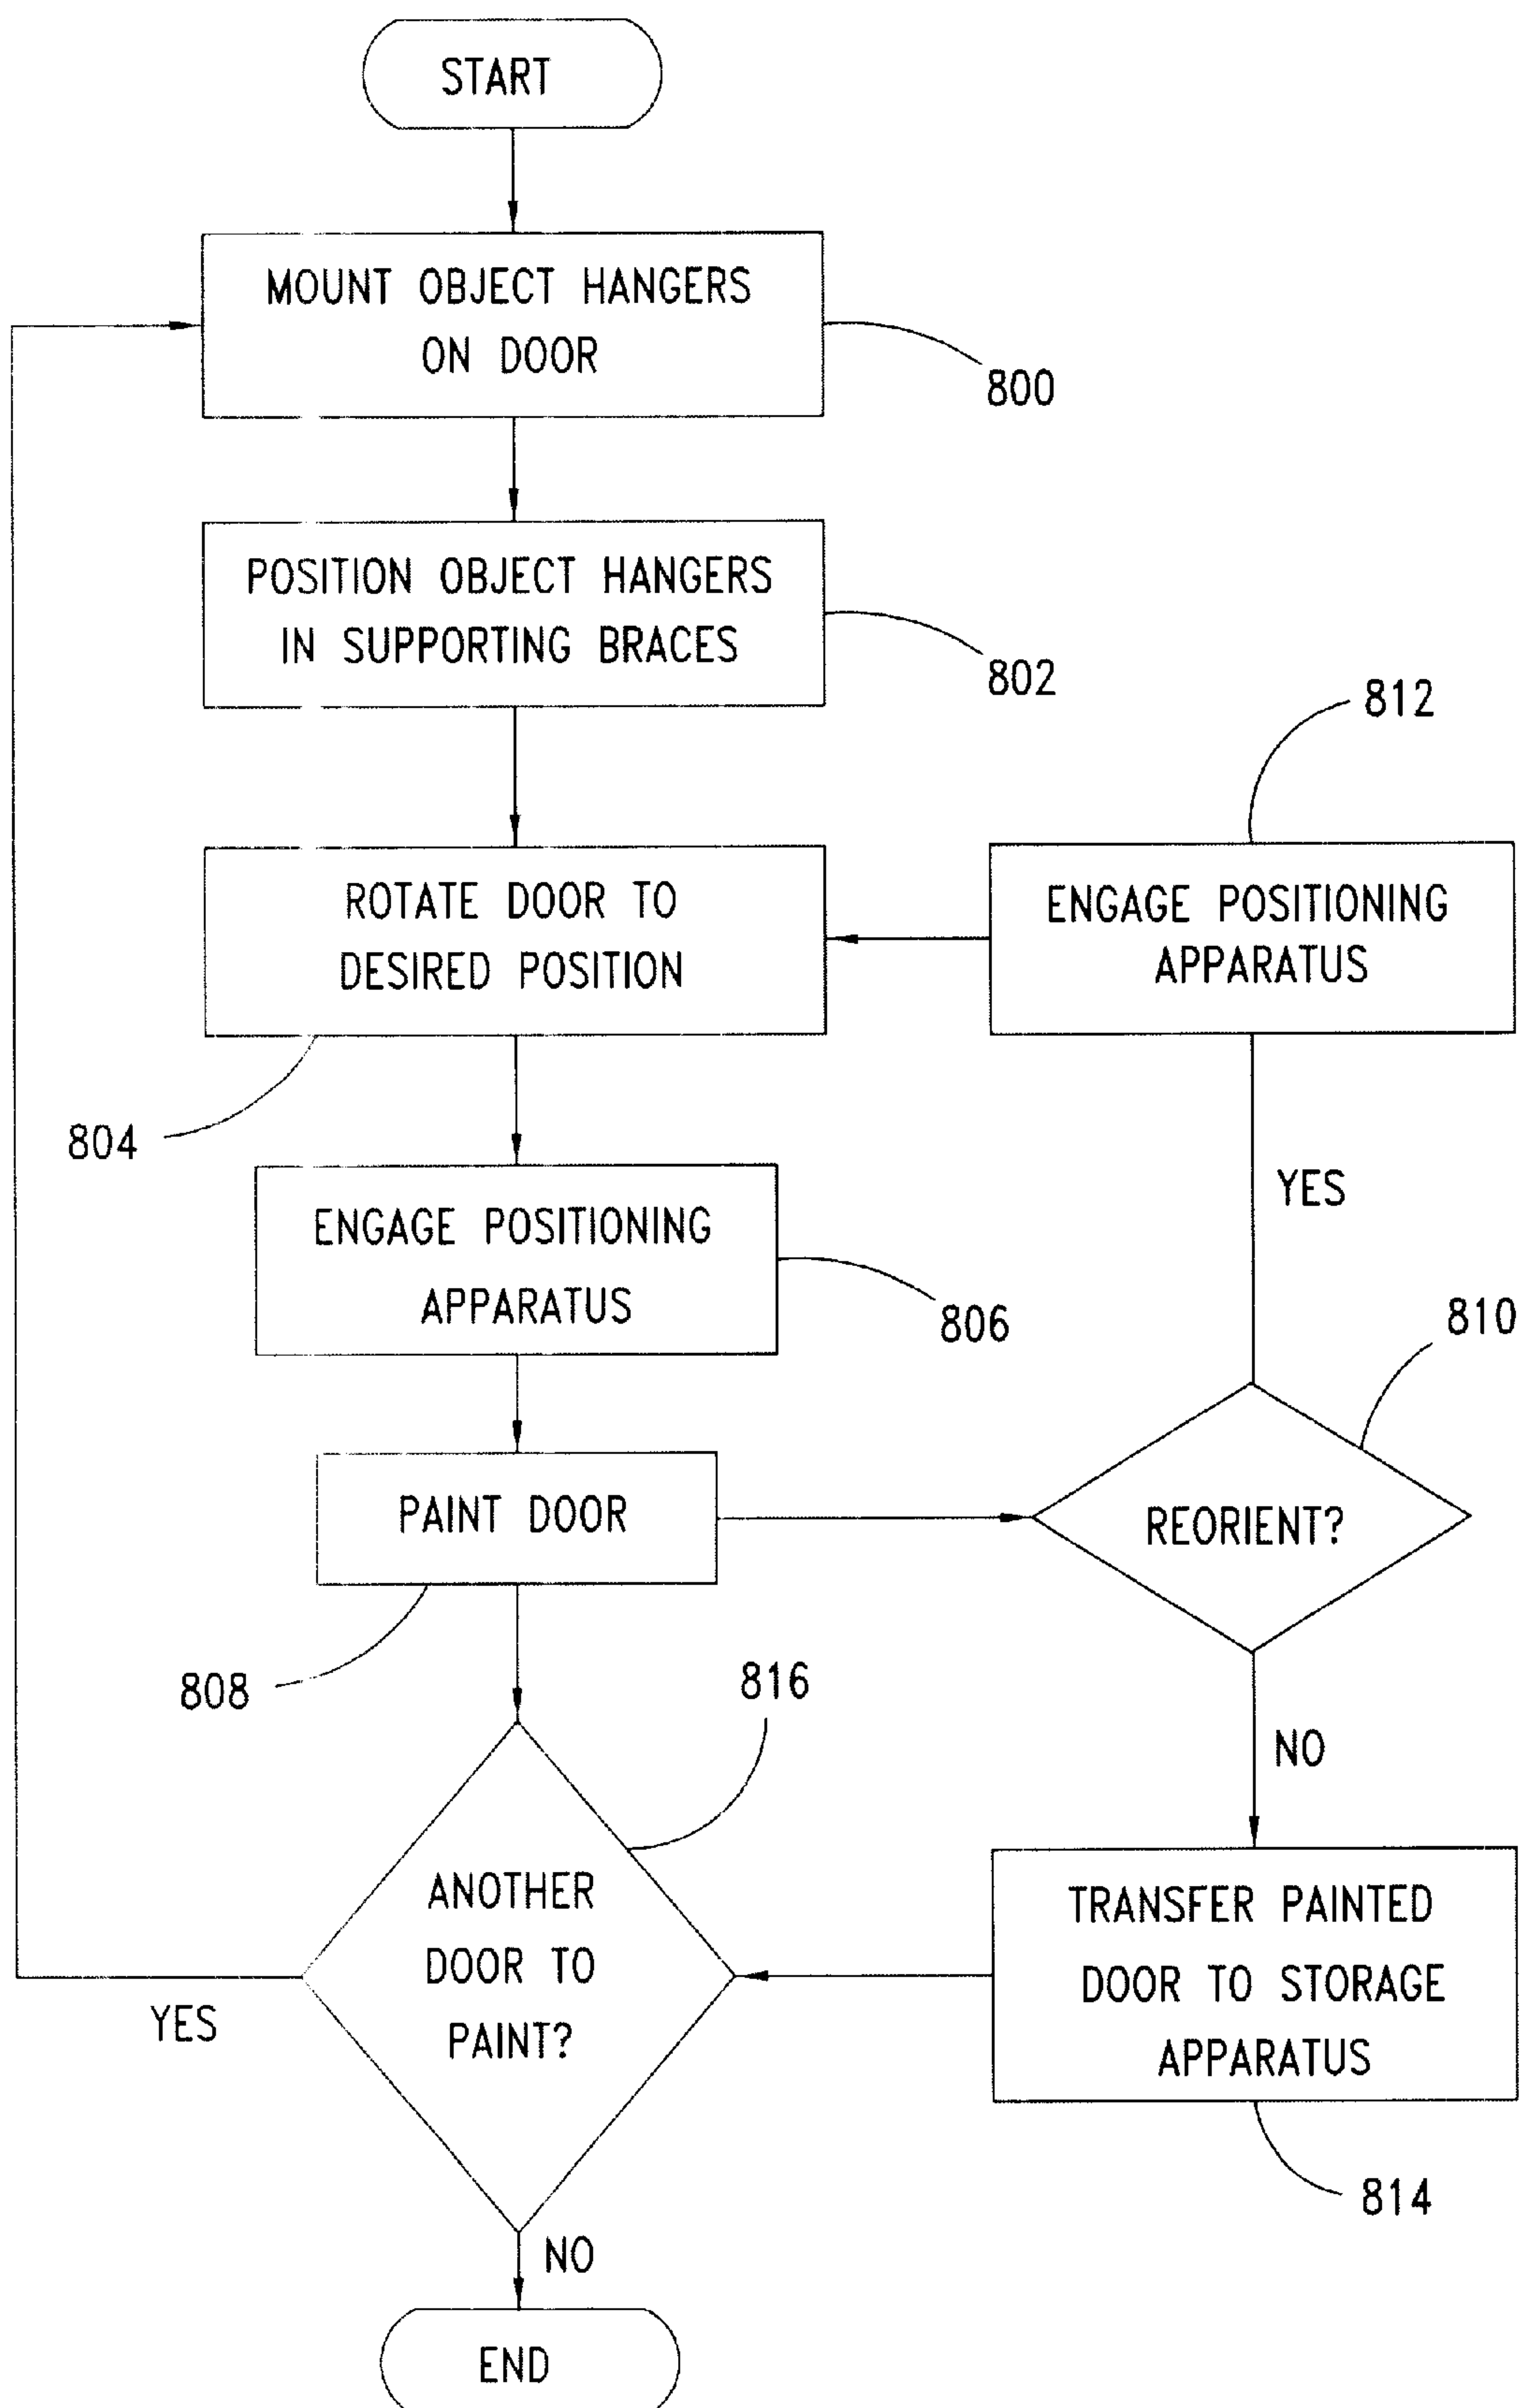 START
MOUNT OBJECT HANGERS
ON DOOR
800
POSITION OBJECT HANGERS
IN SUPPORTING BRACES
802
812
ROTATE DOOR TO
DESIRED POSITION
804
ENGAGE POSITIONING
APPARATUS
YES
ENGAGE POSITIONING
APPARATUS
806
810
PAINT DOOR
808
REORIENT?
816
NO
ANOTHER
DOOR TO
PAINT?
YES
TRANSFER PAINTED
DOOR TO STORAGE
APPARATUS
814
NO
END